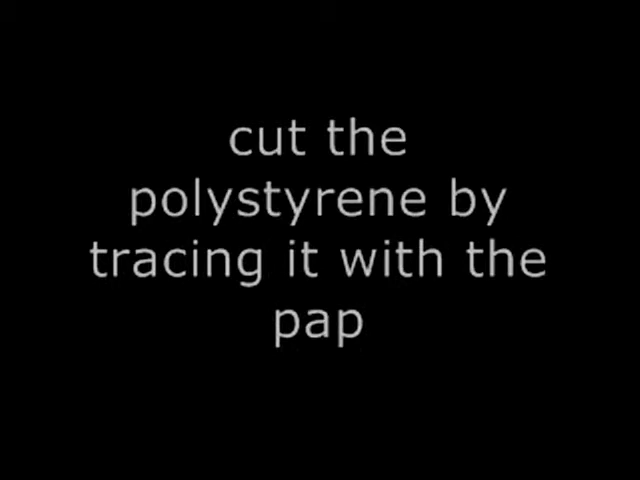 cut the
polystyrene by
tracing it with the
pap